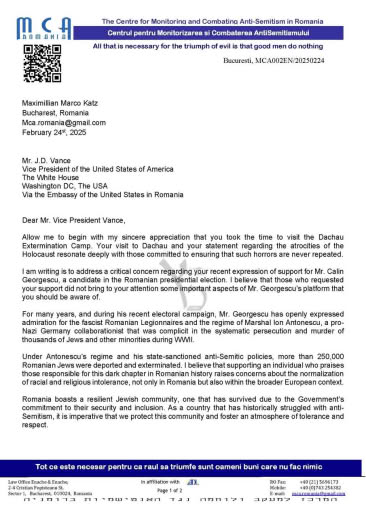 MCA
ROMANIA
The Centre for Monitoring and Combating Anti-Semitism in Romania
Centrul pentru Monitorizarea si Combaterea AntiSemitismului
All that is necessary for the triumph of evil is that good men do nothing
Bucuresti, MCA002EN/20250224
Maximillian Marco Katz
Bucharest, Romania
Mca.romania@gmail.com
February 24st, 2025
Mr. J.D. Vance
Vice President of the United States of America
The White House
Washington DC, The USA
Via the Embassy of the United States in Romania
Dear Mr. Vice President Vance,
Allow me to begin with my sincere appreciation that you took the time to visit the Dachau
Extermination Camp. Your visit to Dachau and your statement regarding the atrocities of the
Holocaust resonate deeply with those committed to ensuring that such horrors are never repeated.
I am writing is to address a critical concern regarding your recent expression of support for Mr. Calin
Georgescu, a candidate in the Romanian presidential election. I believe that those who requested
your support did not bring to your attention some important aspects of Mr. Georgescu's platform that
you should be aware of.
For many years, and during his recent electoral campaign, Mr. Georgescu has openly expressed
admiration for the fascist Romanian Legionnaires and the regime of Marshal Ion Antonescu, a pro-
Nazi Germany collaborationist that was complicit in the systematic persecution and murder of
thousands of Jews and other minorities during WWII.
Under Antonescu's regime and his state-sanctioned anti-Semitic policies, more than 250,000
Romanian Jews were deported and exterminated. I believe that supporting an individual who praises
those responsible for this dark chapter in Romanian history raises concerns about the normalization
of racial and religious intolerance, not only in Romania but also within the broader European context.
Romania boasts a resilient Jewish community, one that has survived due to the Government's
commitment to their security and inclusion. As a country that has historically struggled with anti-
Semitism, it is imperative that we protect this community and foster an atmosphere of tolerance and
respect.
Tot ce este necesar pentru ca raul sa triumfe sunt oameni buni care nu fac nimic
Law Office Enache & Enache,
2-4 Cristian Popisteanu St.
Sector 1, Bucharest, 010024, Romania
In affiliation with ADL
Page 1 of 2
RO Fax: +40 (21) 5696173
Mobile: +40 (0)743 254382
E-mail: mcaromania@gmail.com